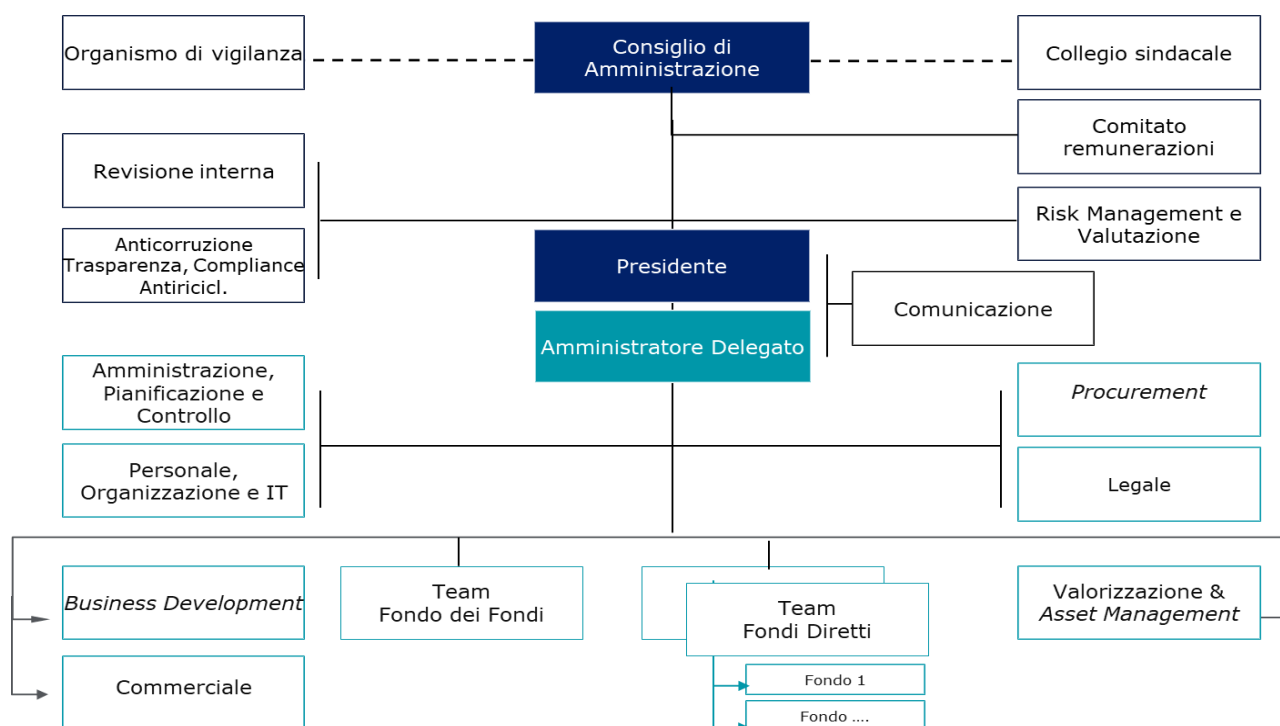 Organismo di vigilanza
Consiglio di
Amministrazione
Collegio sindacale
Comitato
remunerazioni
Revisione interna
Risk Management e
Valutazione
Anticorruzione
Trasparenza, Compliance
Antiricicl.
Presidente
Comunicazione
Amministratore Delegato
Amministrazione,
Pianificazione e
Controllo
Procurement
Personale,
Organizzazione e IT
Legale
Business Development
Team
Fondo dei Fondi
Team
Fondi Diretti
Valorizzazione &
Asset Management
Commerciale
Fondo 1
Fondo ....